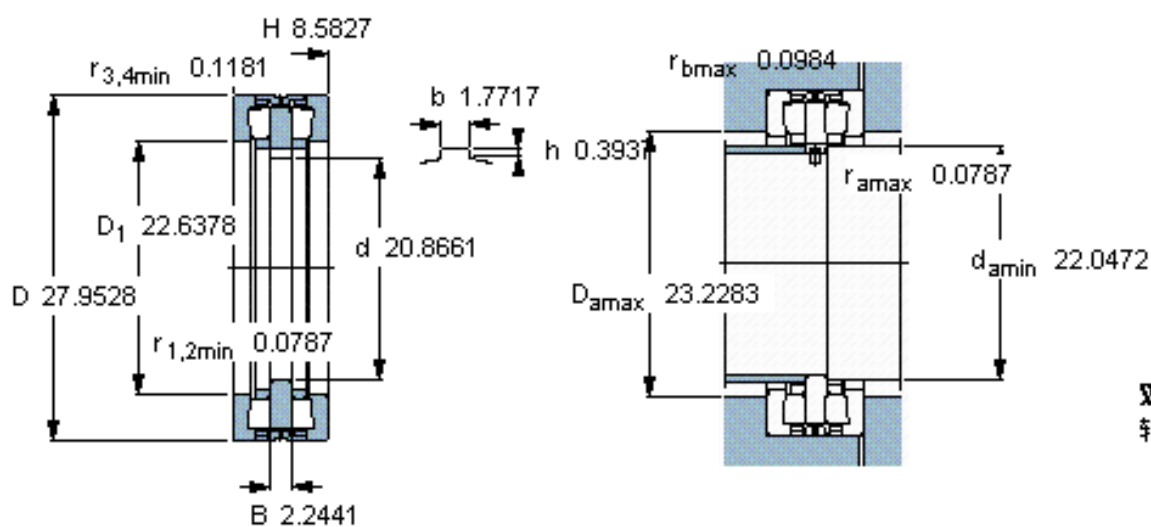 H 8.5827
r3,4min 0.1181
b 1.7717
h 0.3937
D1 22.6378
d 20.8661
D 27.9528
r1,2min 0.0787
B 2.2441
rbmax 0.0984
ramax 0.0787
damin 22.0472
Damax 23.2283